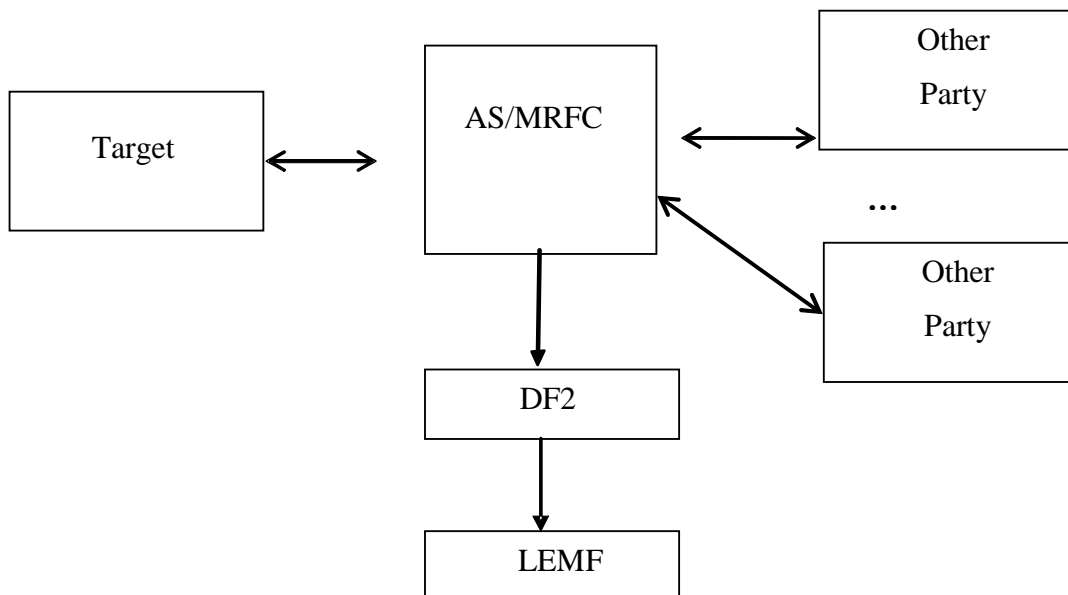 Target
AS/MRFC
Other
Party
...
Other
Party
DF2
LEMF